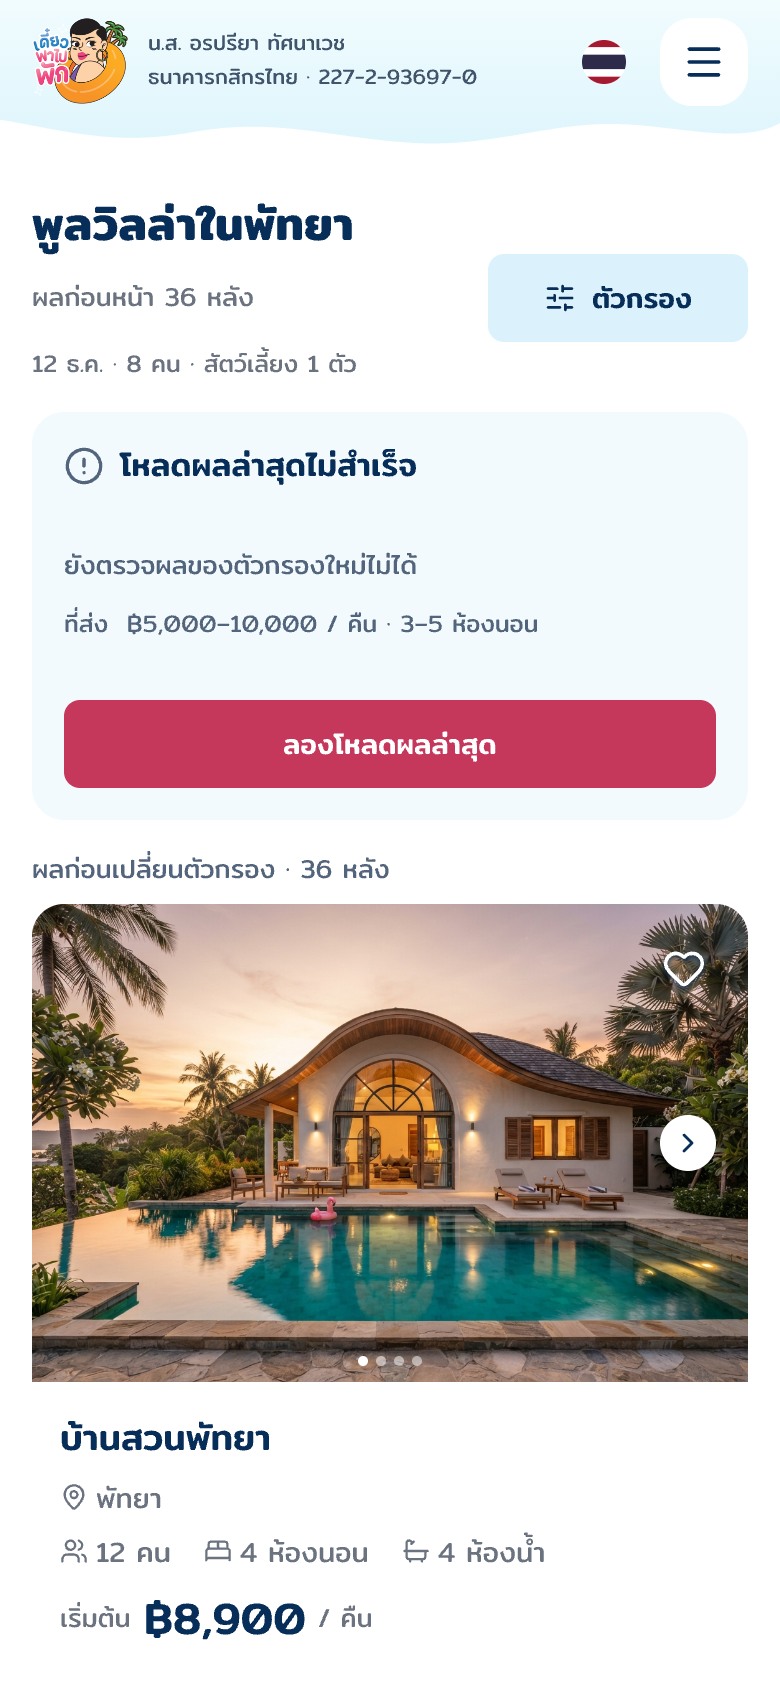 เดี่ยว
พาไป
พัก
น.ส. อรปรียา ทัศนาเวช
ธนาคารกสิกรไทย · 227-2-93697-0
พูลวิลล่าในพัทยา
ผลก่อนหน้า 36 หลัง
ตัวกรอง
12 ธ.ค. · 8 คน · สัตว์เลี้ยง 1 ตัว
โหลดผลล่าสุดไม่สำเร็จ
ยังตรวจผลของตัวกรองใหม่ไม่ได้
ที่ส่ง ฿5,000–10,000 / คืน · 3–5 ห้องนอน
ลองโหลดผลล่าสุด
ผลก่อนเปลี่ยนตัวกรอง · 36 หลัง
บ้านสวนพัทยา
พัทยา
12 คน 4 ห้องนอน 4 ห้องน้ำ
เริ่มต้น ฿8,900 / คืน